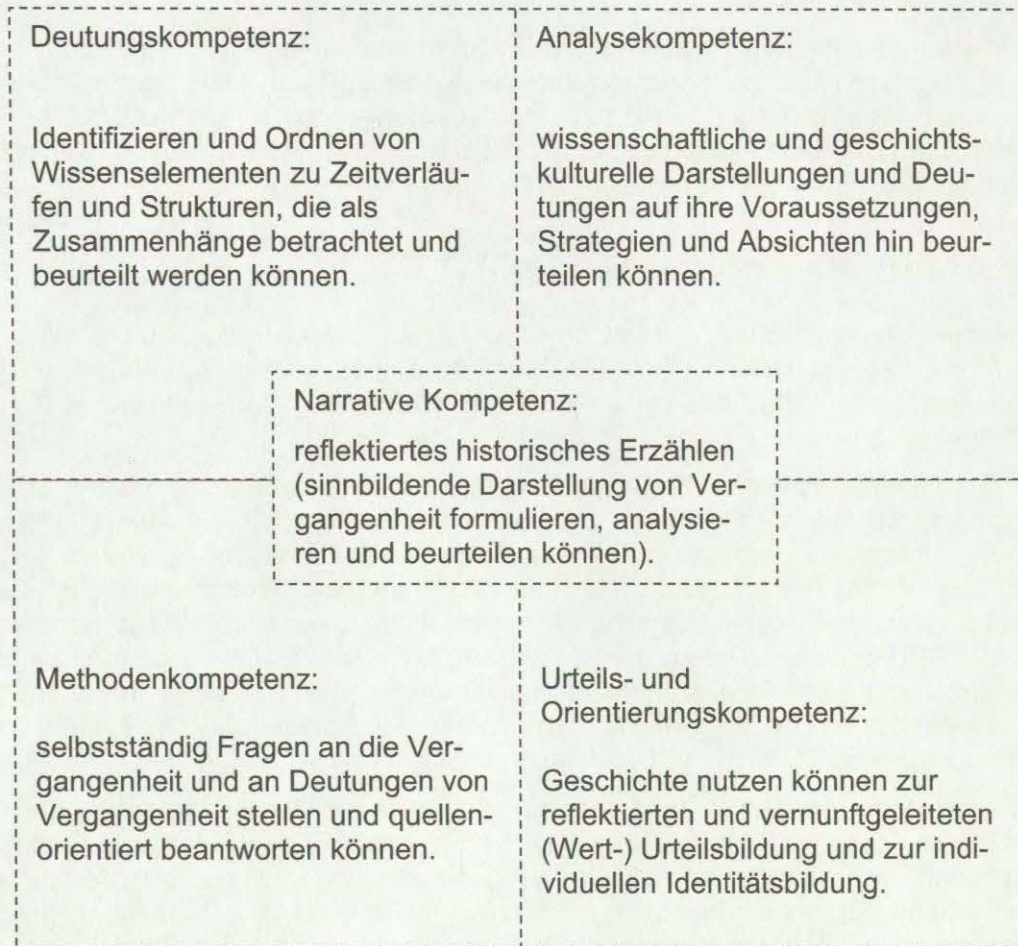 Deutungskompetenz:
Identifizieren und Ordnen von
Wissenselementen zu Zeitverläu-
fen und Strukturen, die als
Zusammenhänge betrachtet und
beurteilt werden können.
Analysekompetenz:
wissenschaftliche und geschichts-
kulturelle Darstellungen und Deu-
tungen auf ihre Voraussetzungen,
Strategien und Absichten hin beur-
teilen können.
Narrative Kompetenz:
reflektiertes historisches Erzählen
(sinnbildende Darstellung von Ver-
gangenheit formulieren, analysie-
ren und beurteilen können).
Methodenkompetenz:
selbstständig Fragen an die Ver-
gangenheit und an Deutungen von
Vergangenheit stellen und quellen-
orientiert beantworten können.
Urteils- und
Orientierungskompetenz:
Geschichte nutzen können zur
reflektierten und vernunftgeleiteten
(Wert-) Urteilsbildung und zur indi-
viduellen Identitätsbildung.